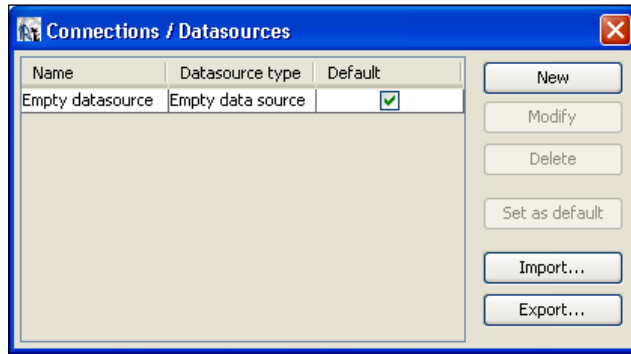 Connections / Datasources
Name Datasource type Default
Empty datasource Empty data source
New
Modify
Delete
Set as default
Import...
Export...